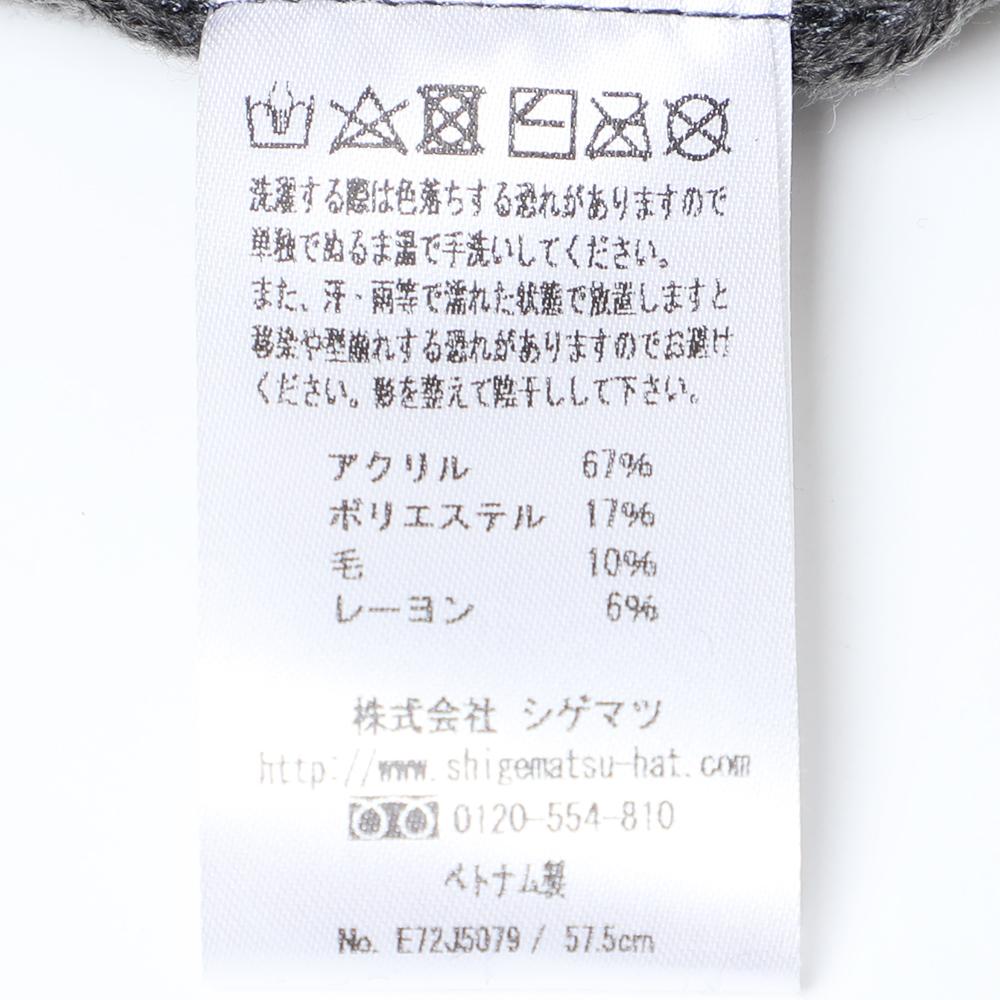 洗濯する際は色落ちする恐れがありますので
単独でぬるま湯で手洗いしてください。
また、汗・雨等で濡れた状態で放置しますと
移染や型崩れする恐れがありますのでお避け
ください。形を整えて陰干しして下さい。
アクリル 67%
ポリエステル 17%
毛 10%
レーヨン 6%
株式会社 シゲマツ
http://www.shigematsu-hat.com
0120-554-810
ベトナム製
No. E72J5079 / 57.5cm